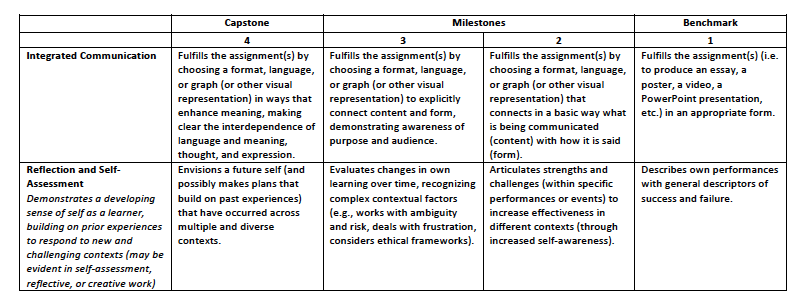 Capstone Milestones Benchmark
4 3 2 1
Integrated Communication
Fulfills the assignment(s) by
choosing a format, language,
or graph (or other visual
representation) in ways that
enhance meaning, making
clear the interdependence of
language and meaning,
thought, and expression.
Fulfills the assignment(s) by
choosing a format, language,
or graph (or other visual
representation) to explicitly
connect content and form,
demonstrating awareness of
purpose and audience.
Fulfills the assignment(s) by
choosing a format, language,
or graph (or other visual
representation) that
connects in a basic way what
is being communicated
(content) with how it is said
(form).
Fulfills the assignment(s) (i.e.
to produce an essay, a
poster, a video, a
PowerPoint presentation,
etc.) in an appropriate form.
Reflection and Self-
Assessment
Demonstrates a developing
sense of self as a learner,
building on prior experiences
to respond to new and
challenging contexts (may be
evident in self-assessment,
reflective, or creative work)
Envisions a future self (and
possibly makes plans that
build on past experiences)
that have occurred across
multiple and diverse
contexts.
Evaluates changes in own
learning over time, recognizing
complex contextual factors
(e.g., works with ambiguity
and risk, deals with frustration,
considers ethical frameworks).
Articulates strengths and
challenges (within specific
performances or events) to
increase effectiveness in
different contexts (through
increased self-awareness).
Describes own performances
with general descriptors of
success and failure.